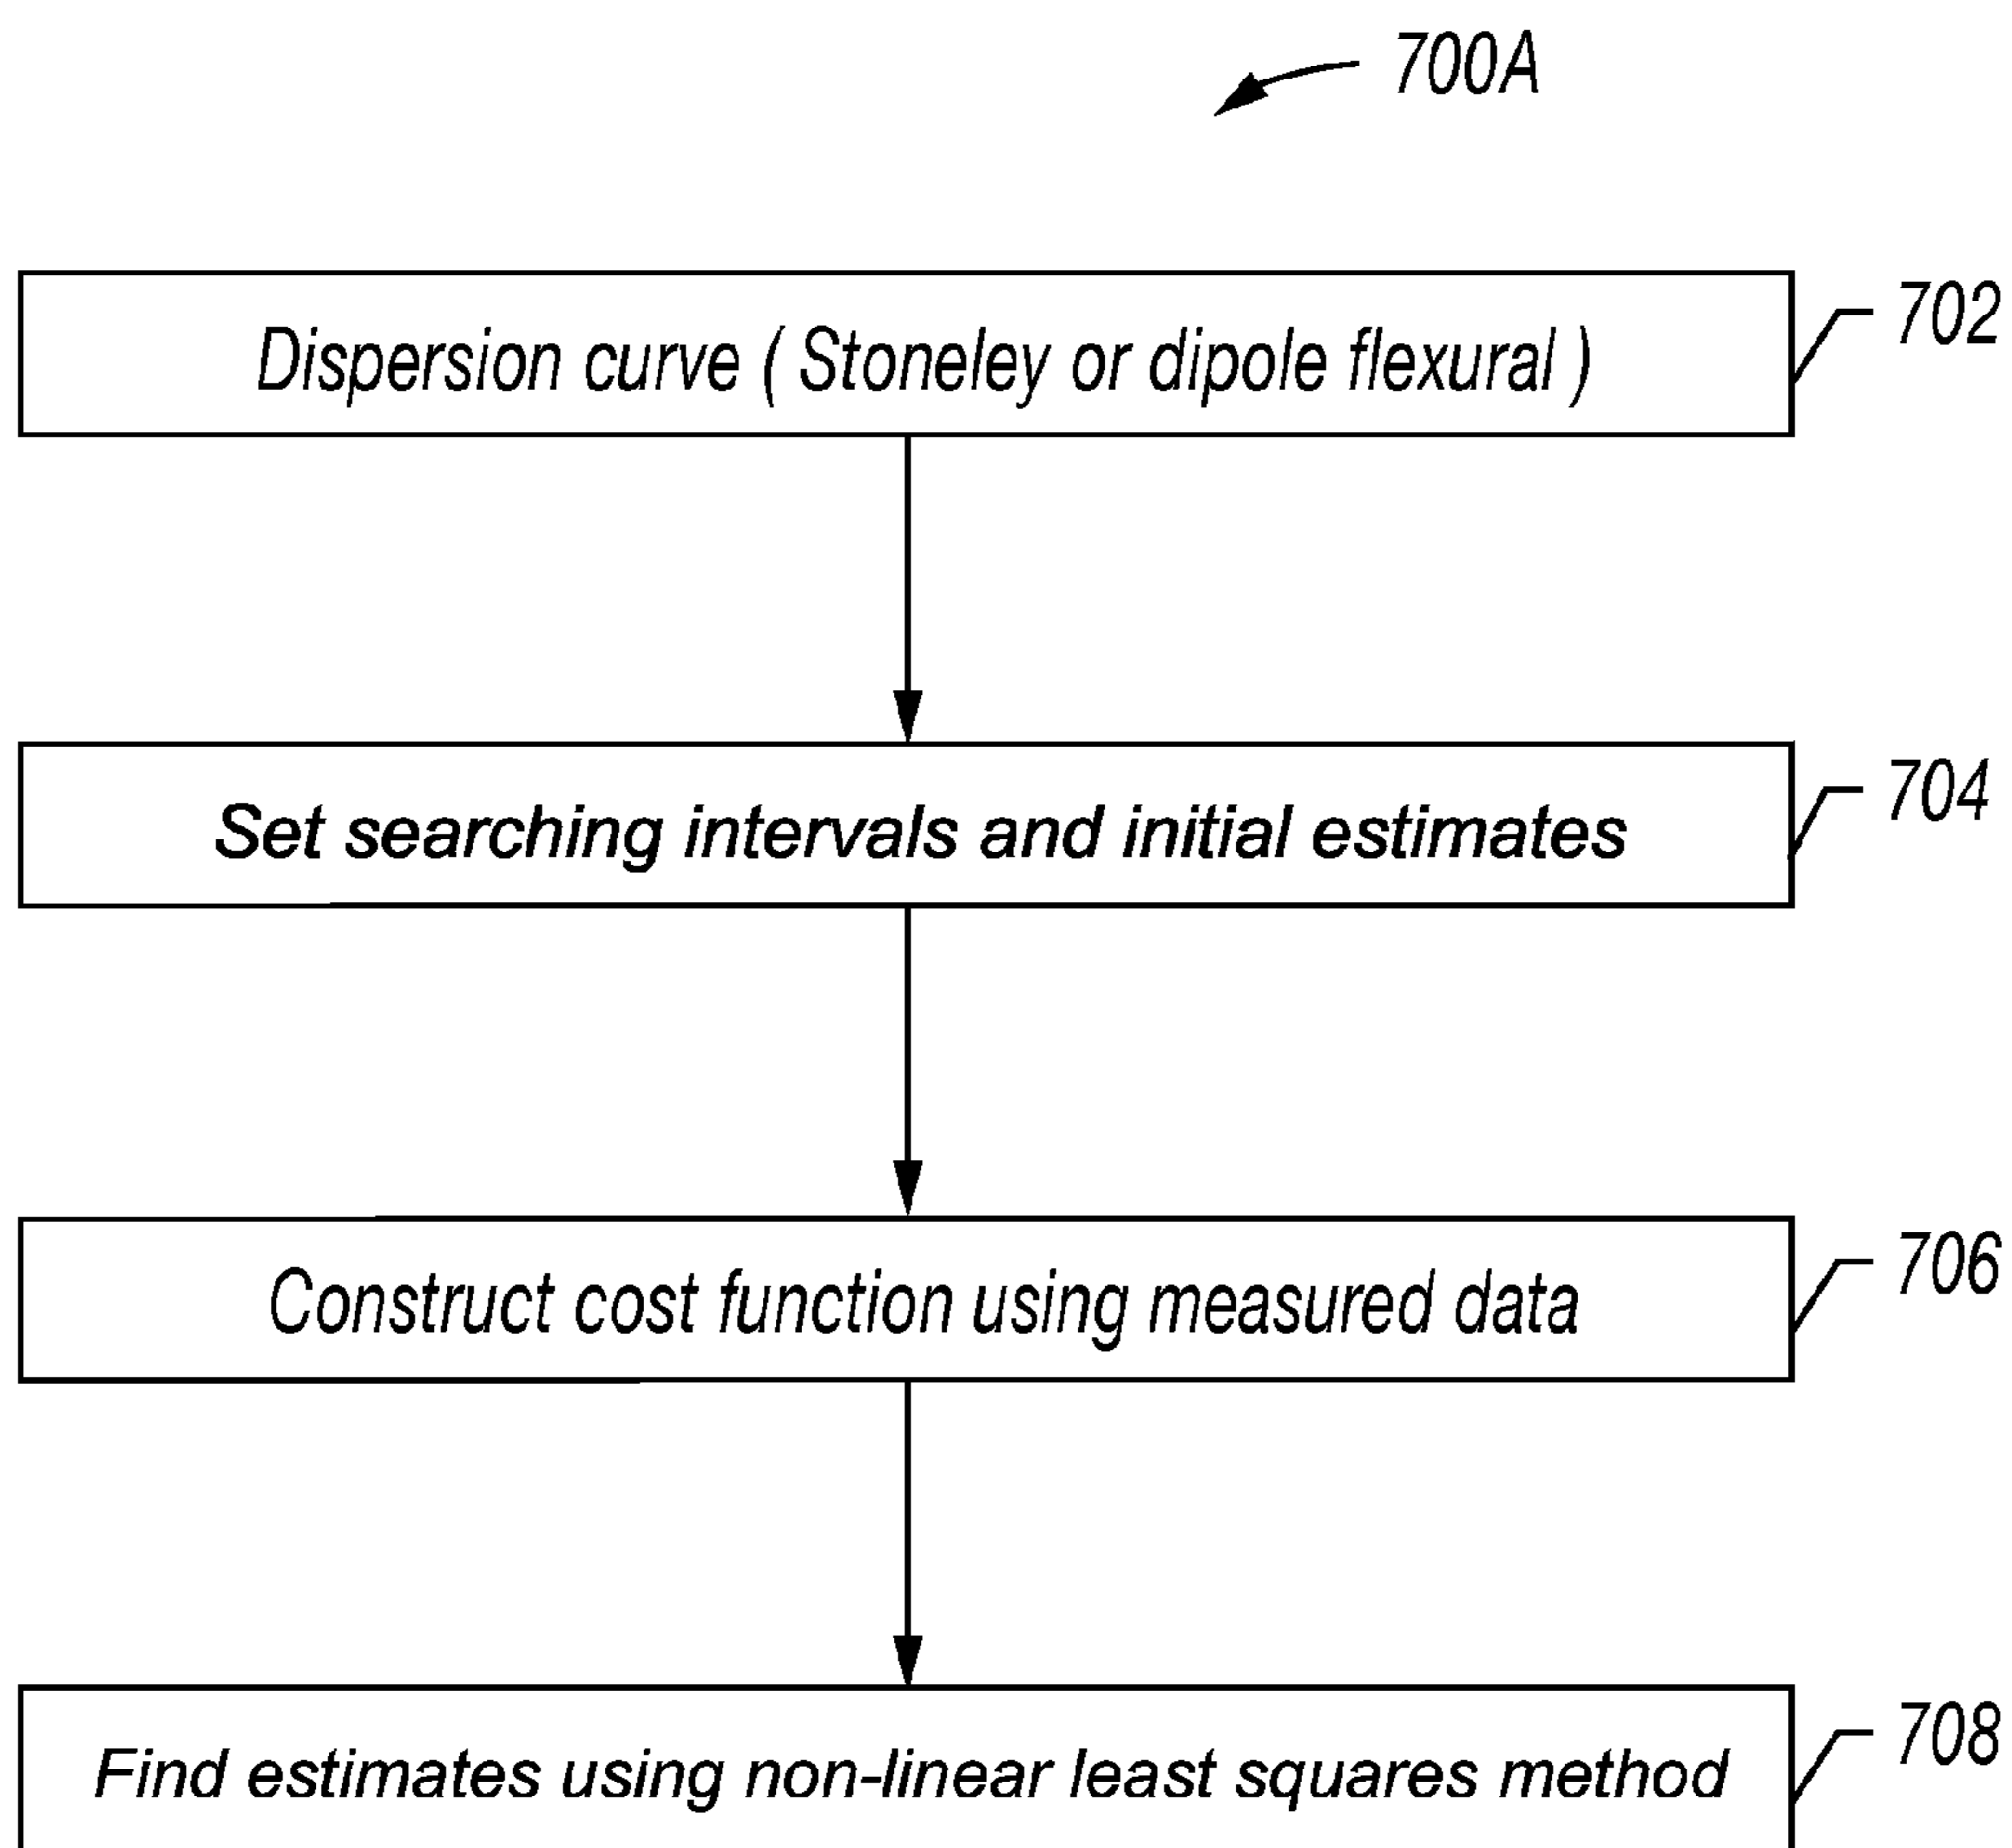 700A
Dispersion curve ( Stoneley or dipole flexural )
702
Set searching intervals and initial estimates
704
Construct cost function using measured data
706
Find estimates using non-linear least squares method
708